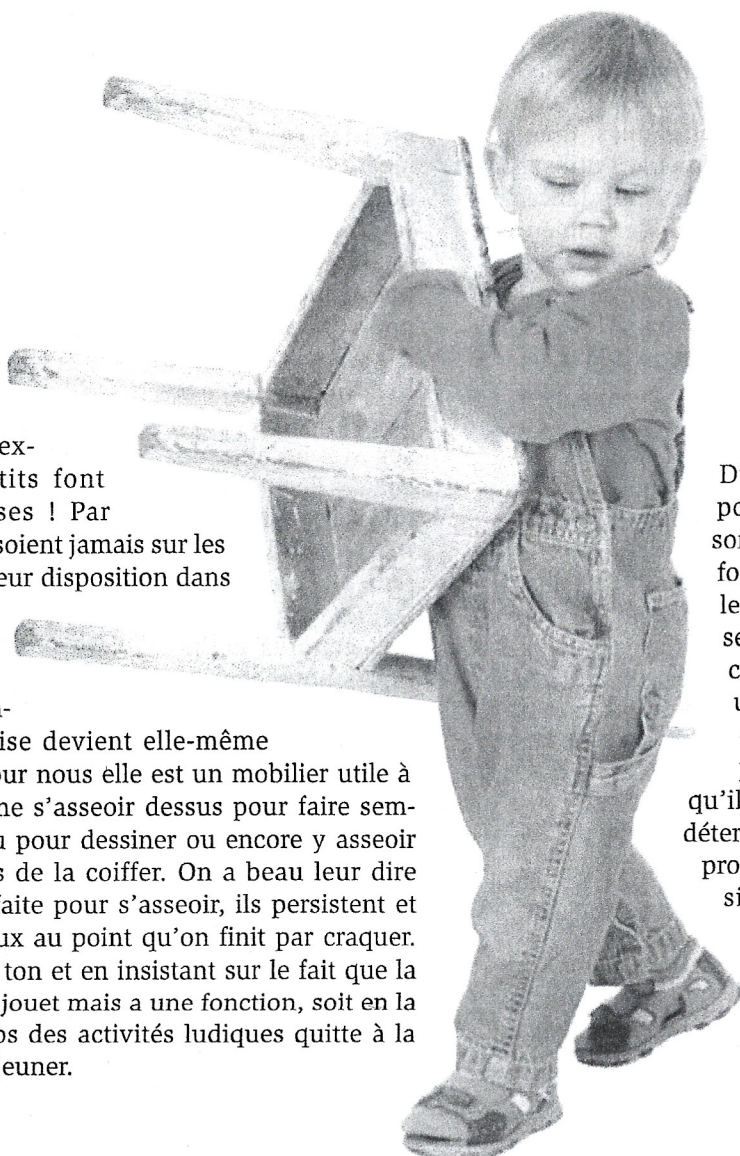 ex-
tits font
ses ! Par
soient jamais sur les
eur disposition dans
ise devient elle-même
our nous elle est un mobilier utile à
me s'asseoir dessus pour faire sem-
u pour dessiner ou encore y asseoir
s de la coiffer. On a beau leur dire
faite pour s'asseoir, ils persistent et
ux au point qu'on finit par craquer.
ton et en insistant sur le fait que la
jouet mais a une fonction, soit en la
ps des activités ludiques quitte à la
euner.
D
po
son
fo
le
se
c
u
qu'il
déter
pro
si